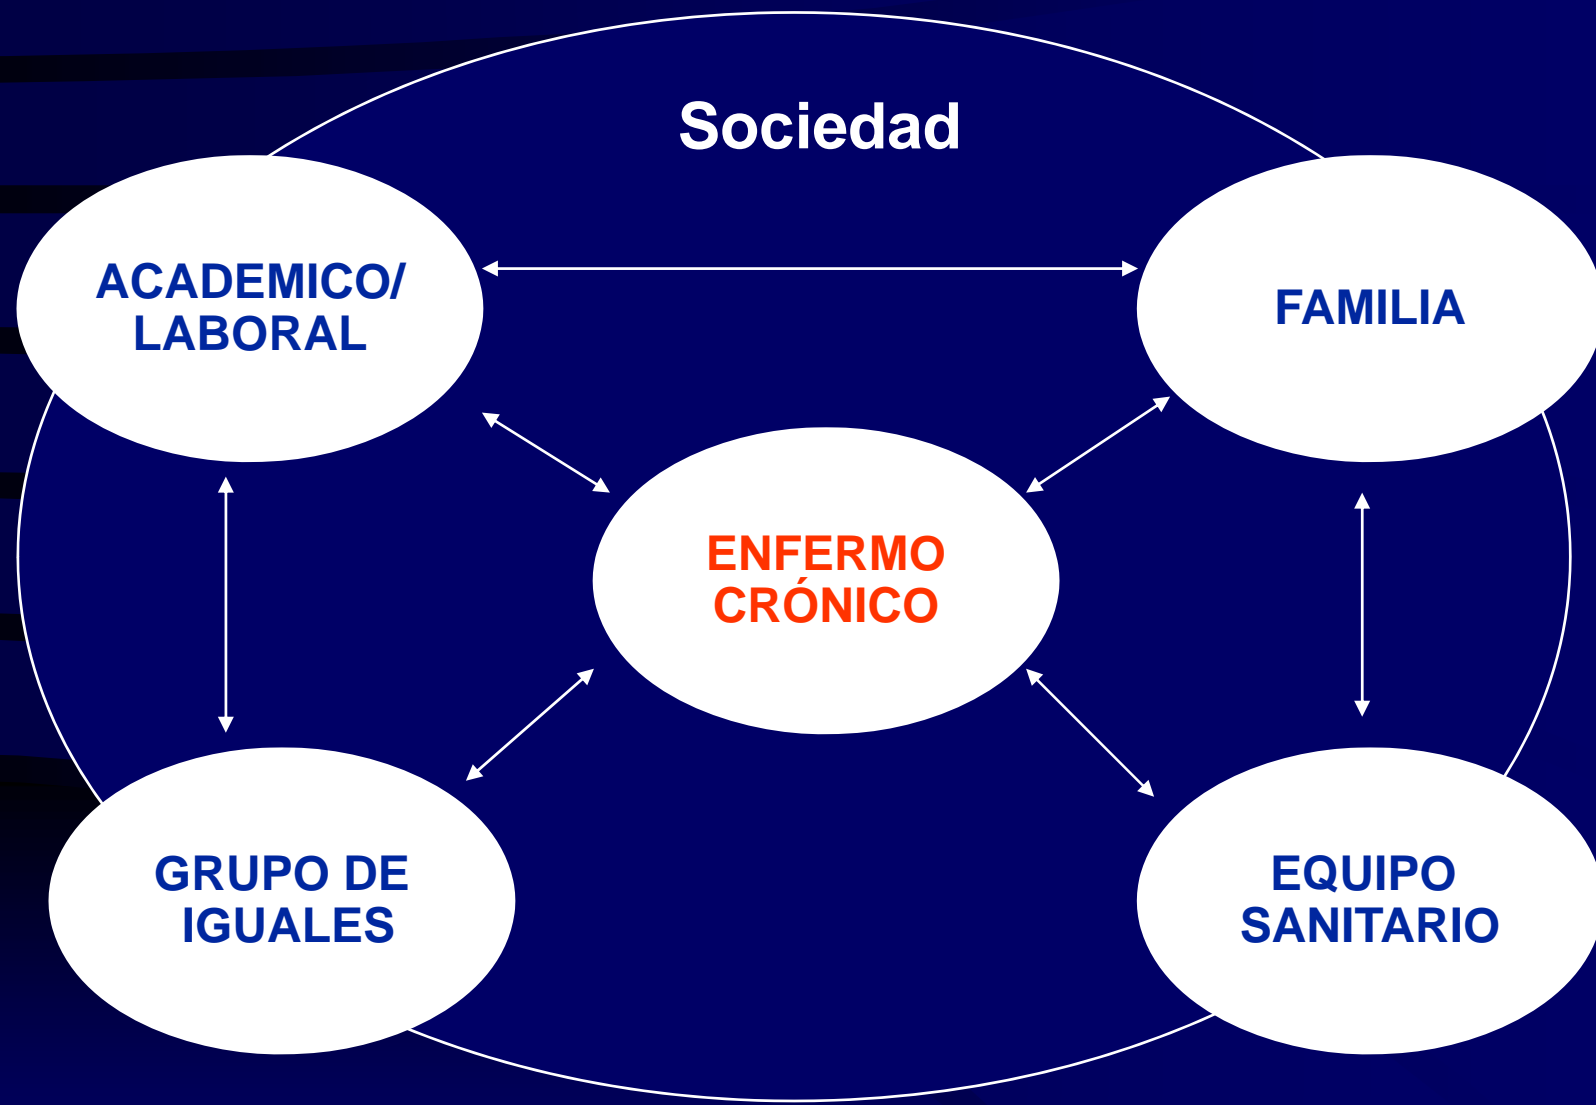 Sociedad
ACADEMICO/
LABORAL
FAMILIA
ENFERMO
CRÓNICO
GRUPO DE
IGUALES
EQUIPO
SANITARIO